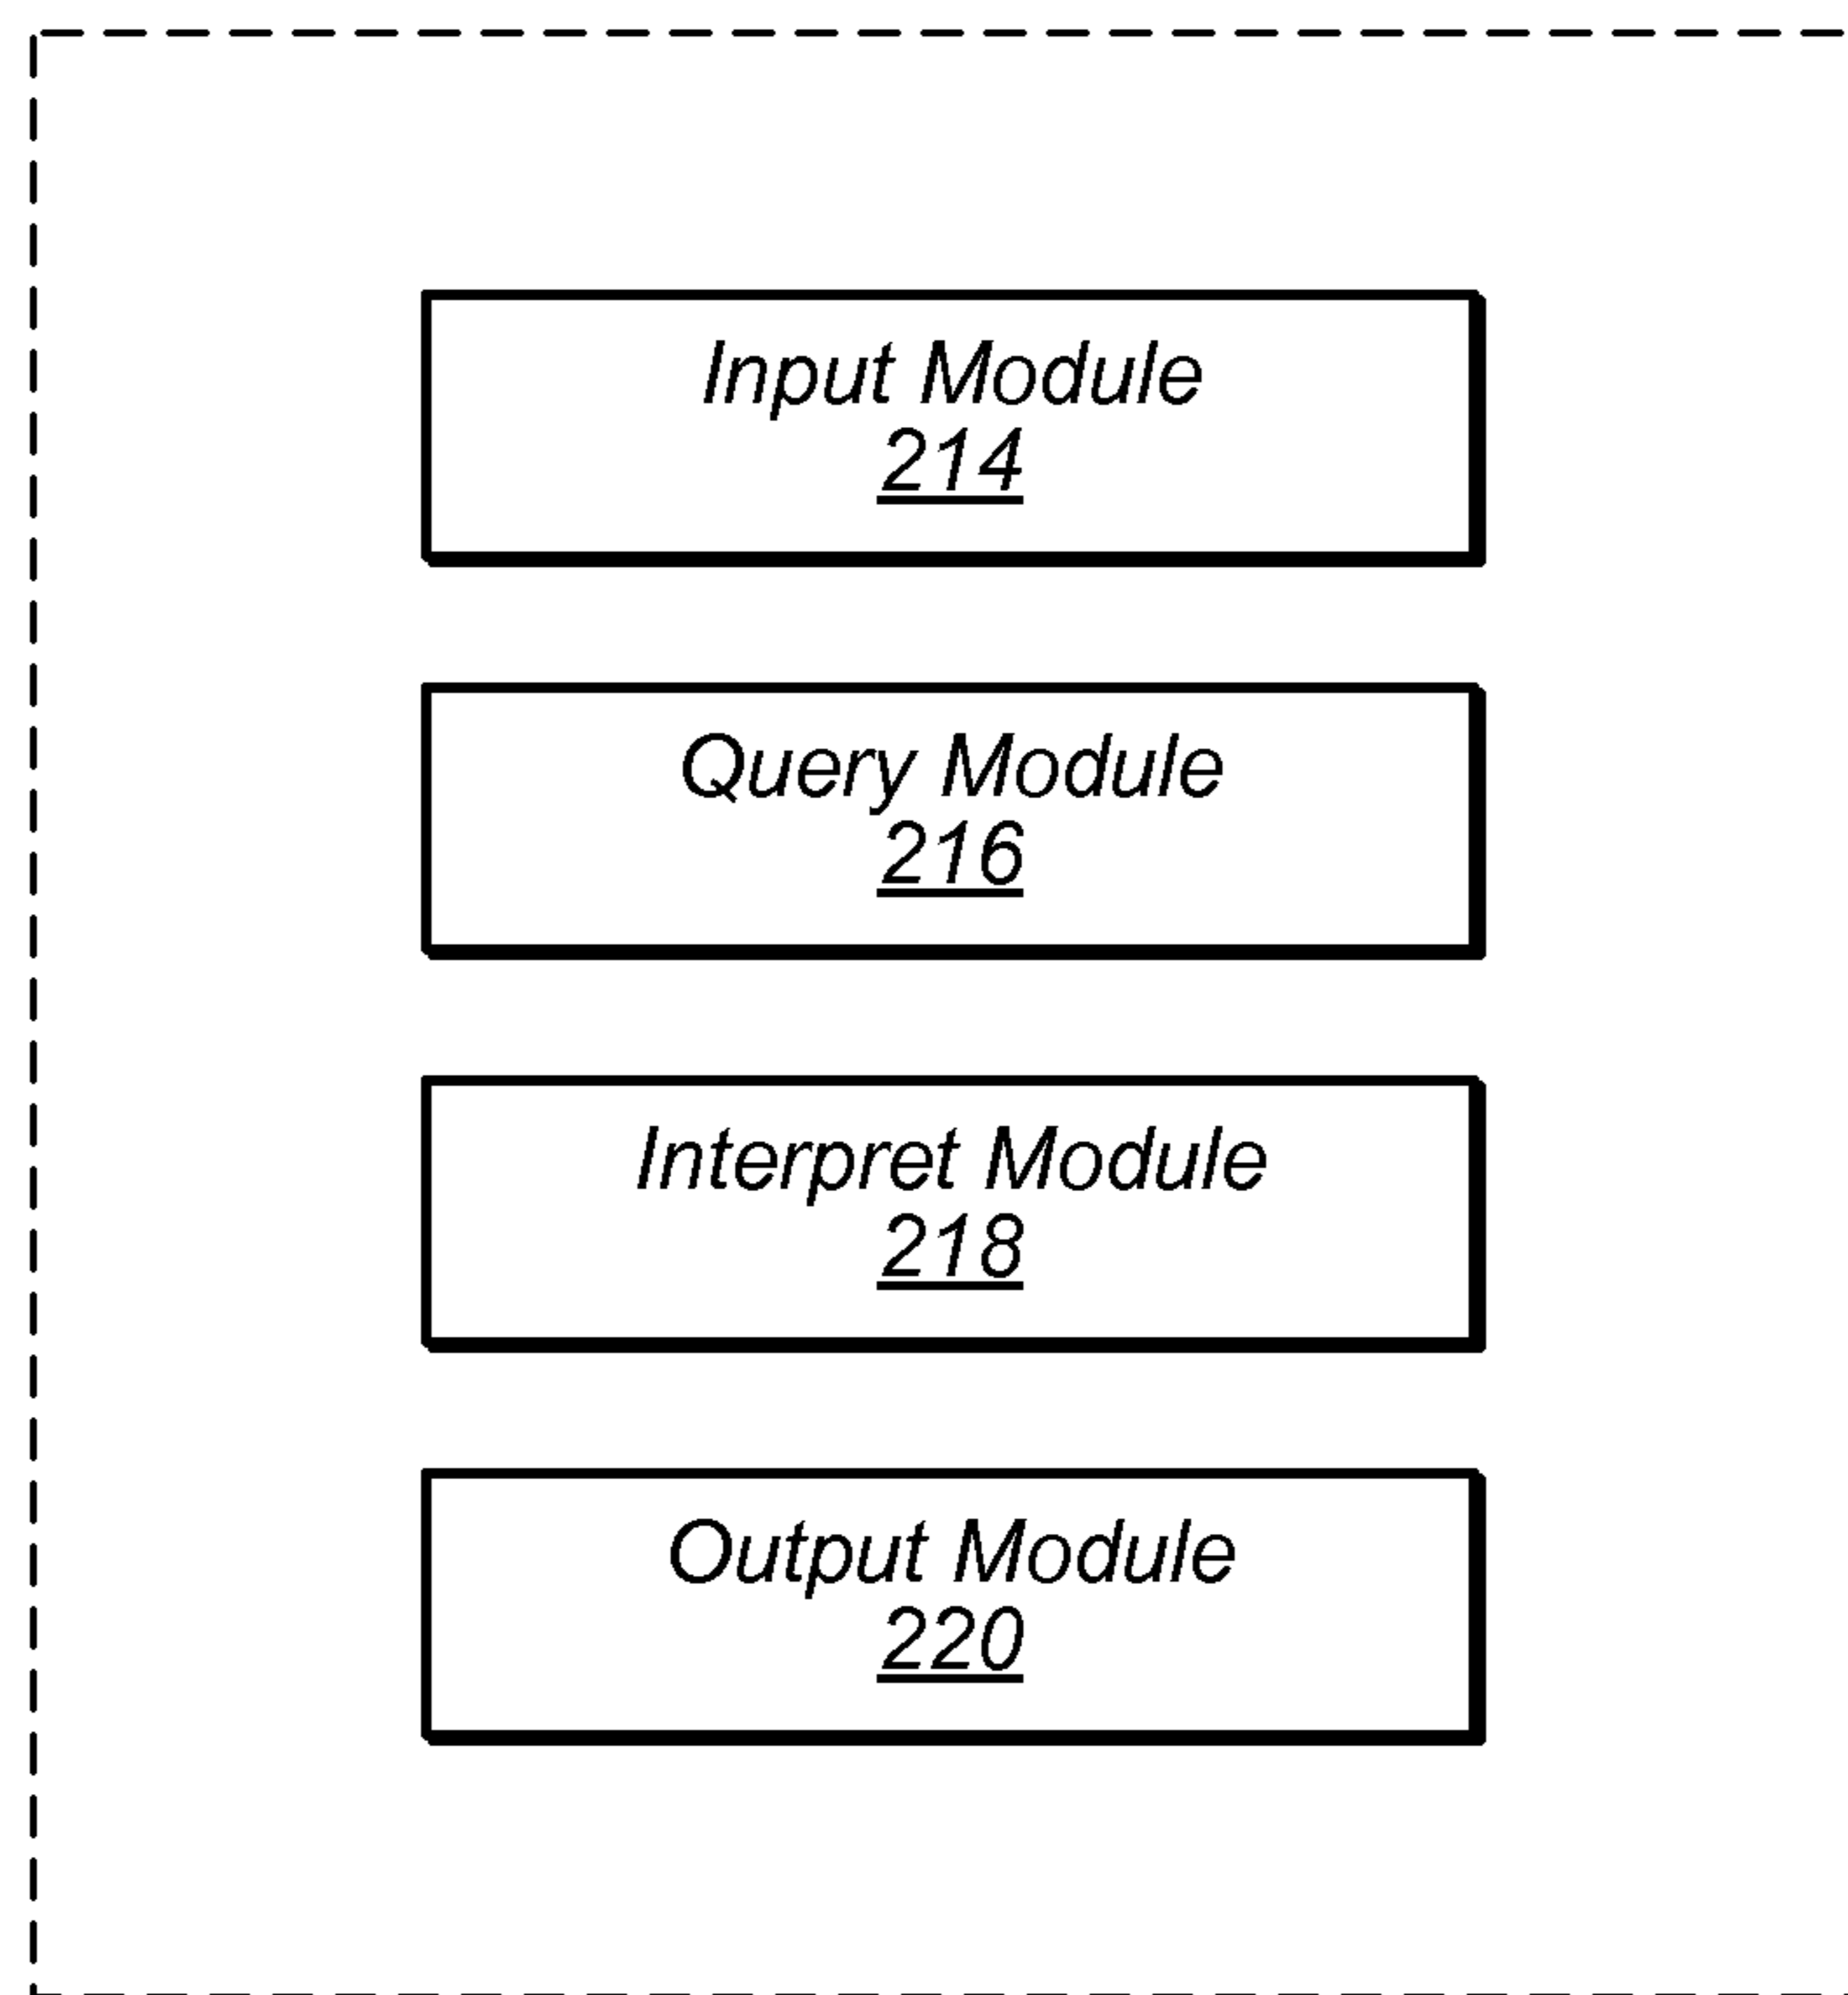 Input Module
214
Query Module
216
Interpret Module
218
Output Module
220